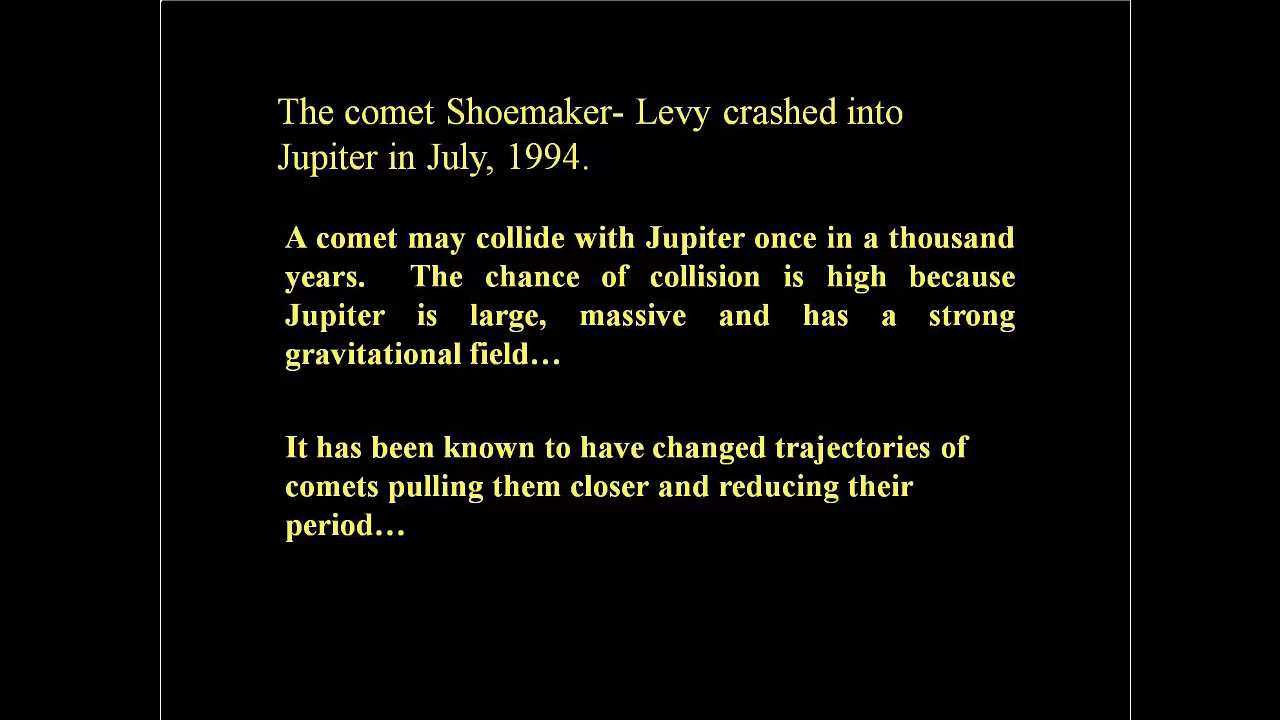 The comet Shoemaker- Levy crashed into
Jupiter in July, 1994.
A comet may collide with Jupiter once in a thousand
years. The chance of collision is high because
Jupiter is large, massive and has a strong
gravitational field…
It has been known to have changed trajectories of
comets pulling them closer and reducing their
period…